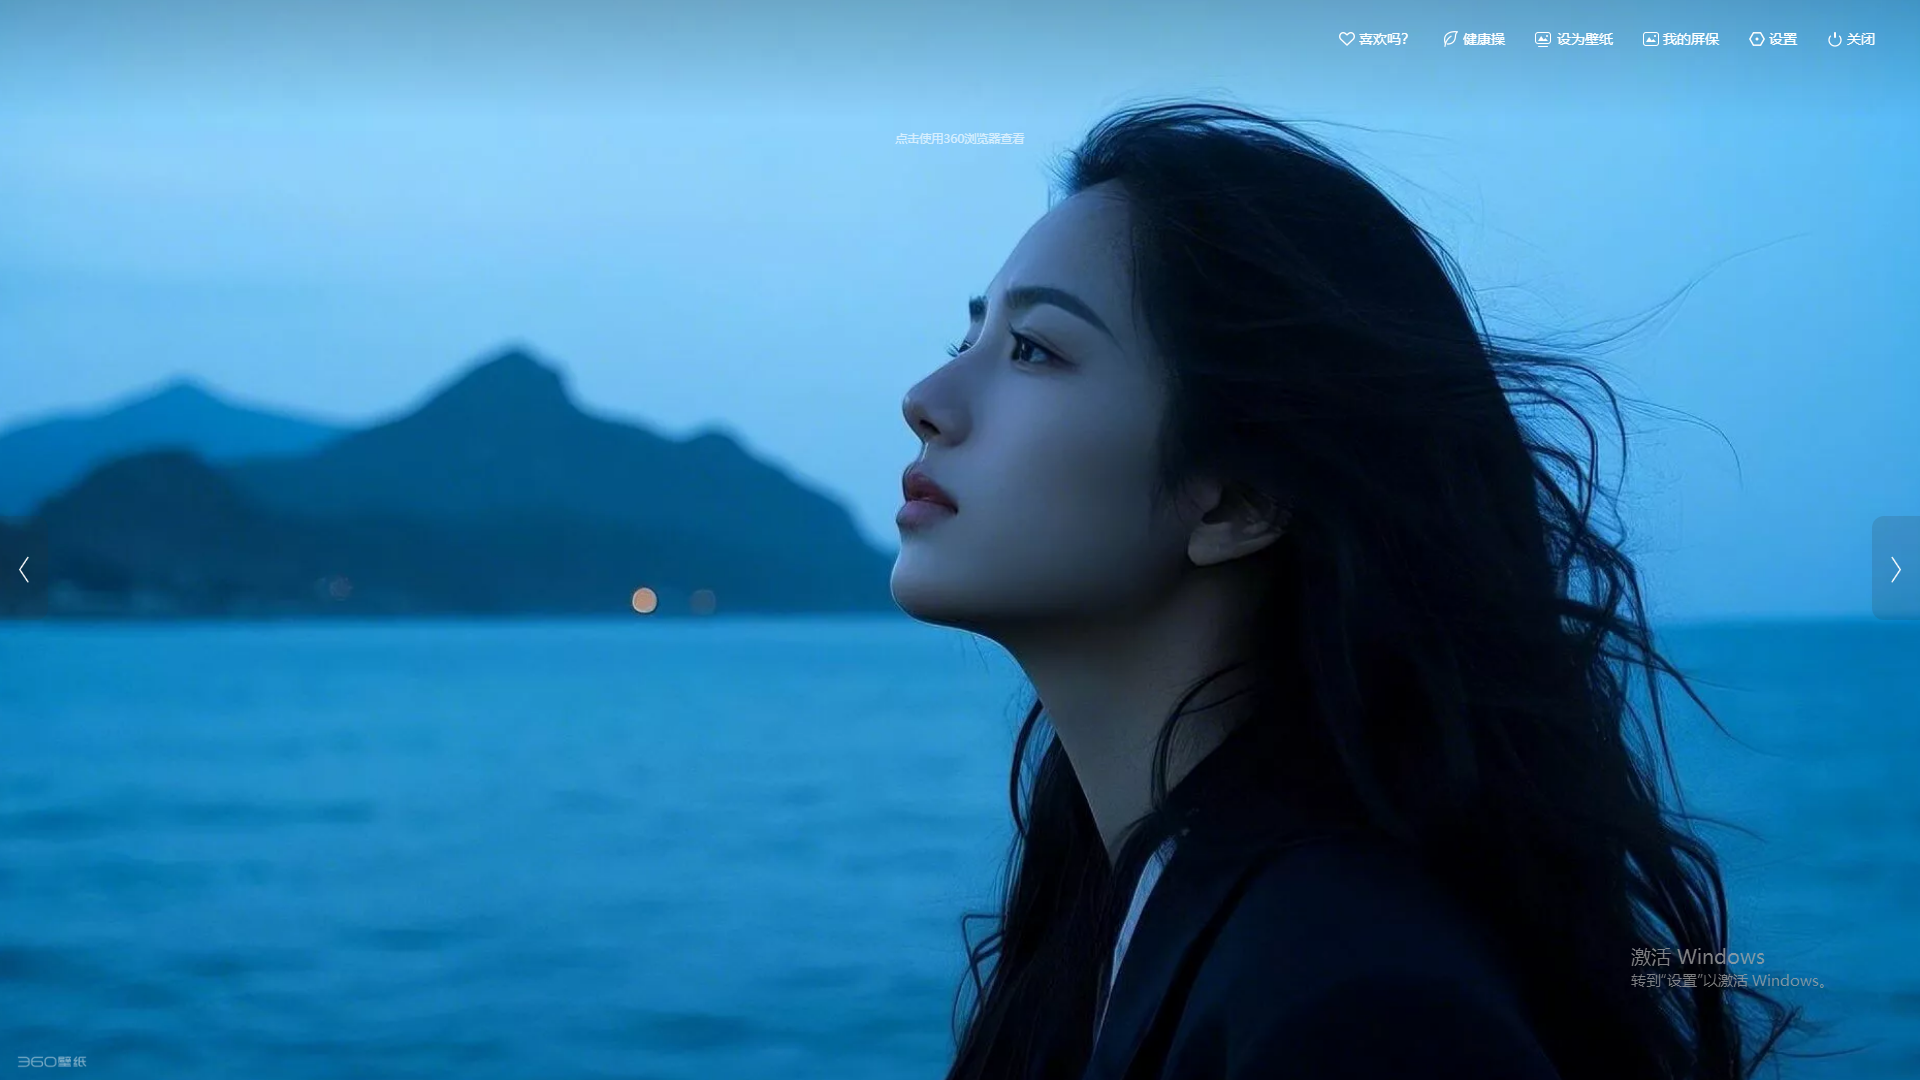 喜欢吗?
健康操
设为壁纸
我的屏保
设置
关闭
点击使用360浏览器查看
激活 Windows
转到“设置”以激活 Windows。
360壁纸